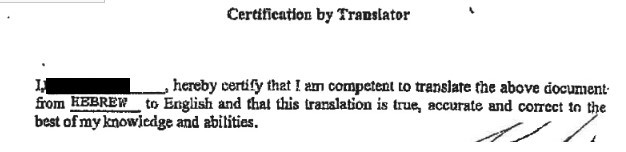 Certification by Translator
I, , hereby certify that I am competent to translate the above document
from HEBREW to English and that this translation is true, accurate and correct to the
best of my knowledge and abilities.